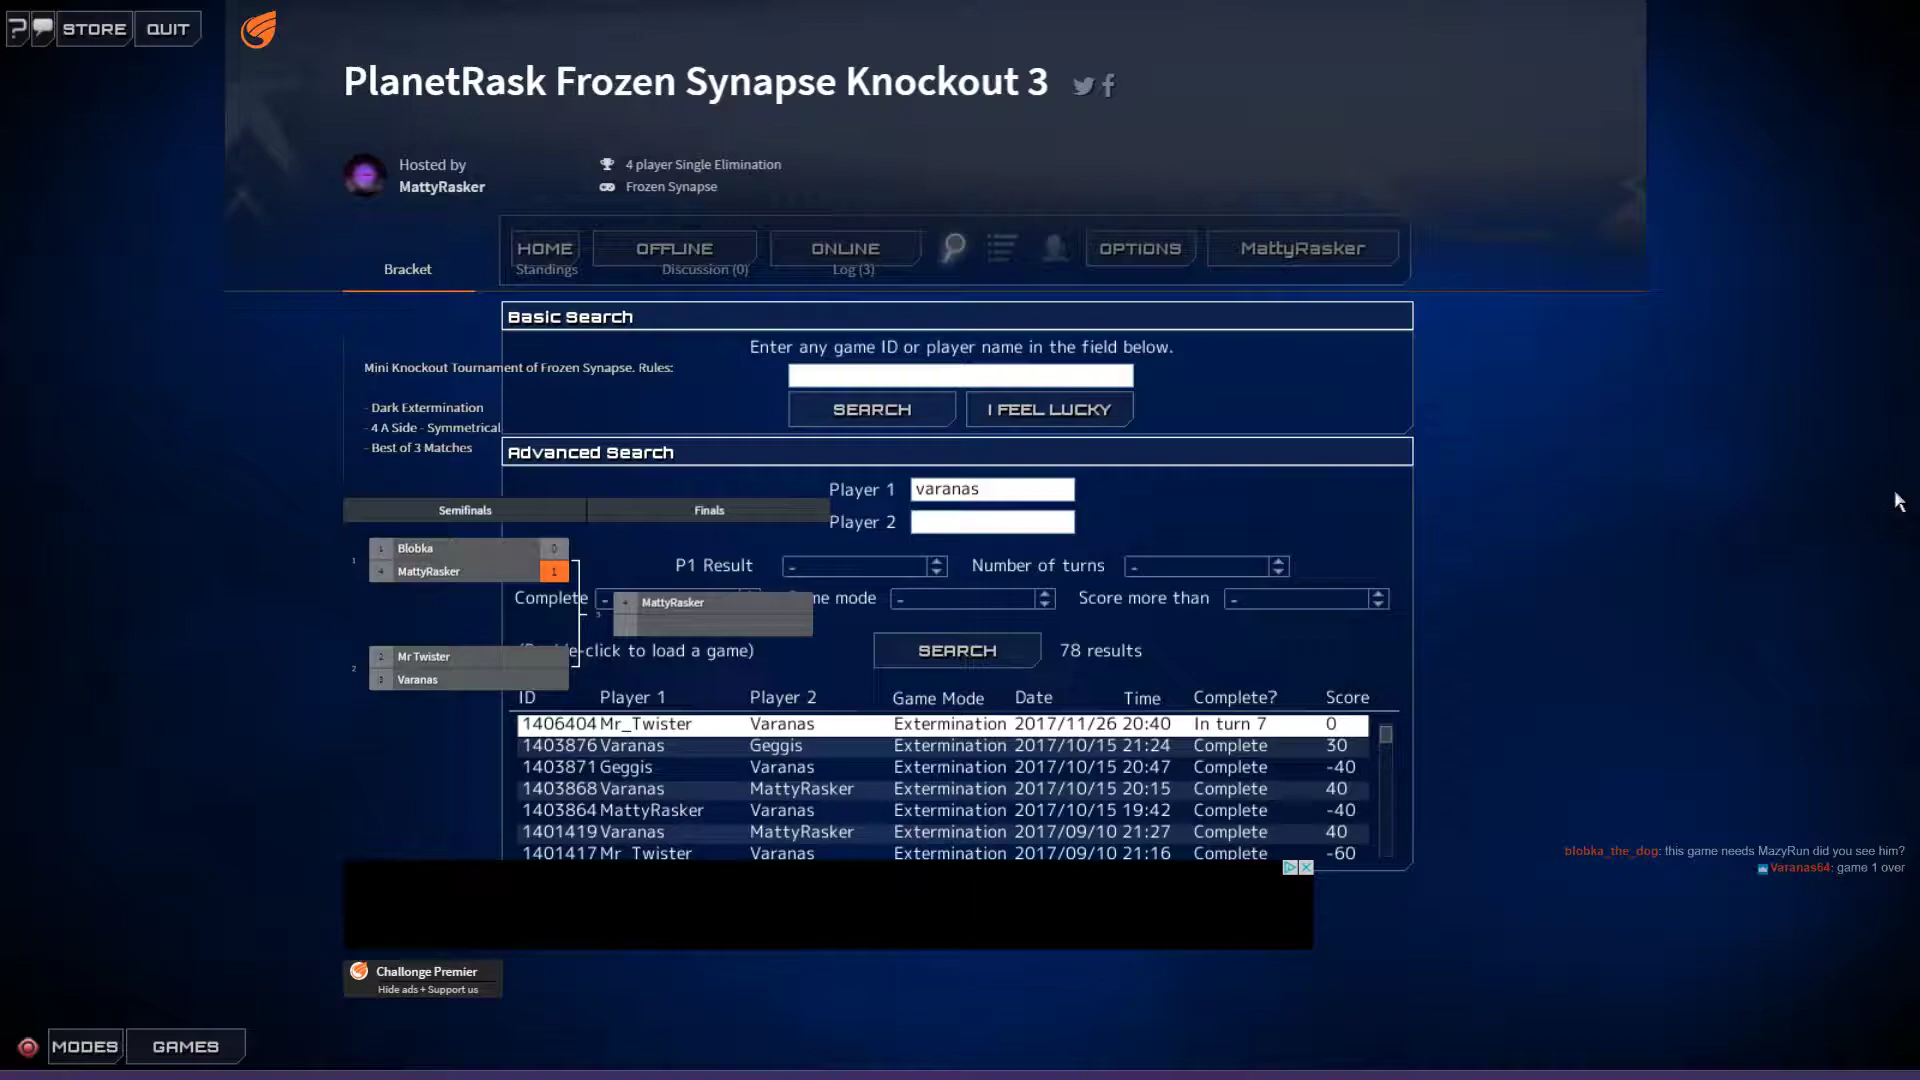 ? STORE QUIT
PlanetRask Frozen Synapse Knockout 3
Hosted by
MattyRasker
4 player Single Elimination
Frozen Synapse
HOME OFFLINE ONLINE OPTIONS MattyRasker
Bracket Standings Discussion (0) Log (3)
Basic Search
Enter any game ID or player name in the field below.
Mini Knockout Tournament of Frozen Synapse. Rules:
SEARCH I FEEL LUCKY
- Dark Extermination
- 4 A Side - Symmetrical
- Best of 3 Matches
Advanced Search
Player 1 varanas
Semifinals Finals
Player 2
1 Blobka 0
1
4 MattyRasker 1
P1 Result - Number of turns -
Complete - me mode - Score more than -
4 MattyRasker
3
e-click to load a game) SEARCH 78 results
2 Mr Twister
2
3 Varanas
ID Player 1 Player 2 Game Mode Date Time Complete? Score
1406404 Mr_Twister Varanas Extermination 2017/11/26 20:40 In turn 7 0
1403876 Varanas Geggis Extermination 2017/10/15 21:24 Complete 30
1403871 Geggis Varanas Extermination 2017/10/15 20:47 Complete -40
1403868 Varanas MattyRasker Extermination 2017/10/15 20:15 Complete 40
1403864 MattyRasker Varanas Extermination 2017/10/15 19:42 Complete -40
1401419 Varanas MattyRasker Extermination 2017/09/10 21:27 Complete 40
1401417 Mr_Twister Varanas Extermination 2017/09/10 21:16 Complete -60
blobka_the_dog: this game needs MazyRun did you see him?
Varanas64: game 1 over
Challonge Premier
Hide ads + Support us
MODES GAMES